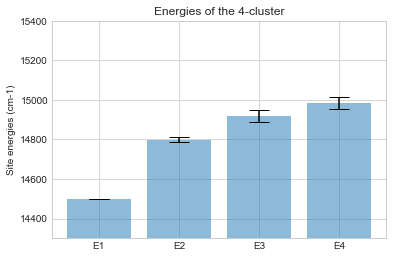 Energies of the 4-cluster
Site energies (cm-1)
15400
15200
15000
14800
14600
14400
E1 E2 E3 E4